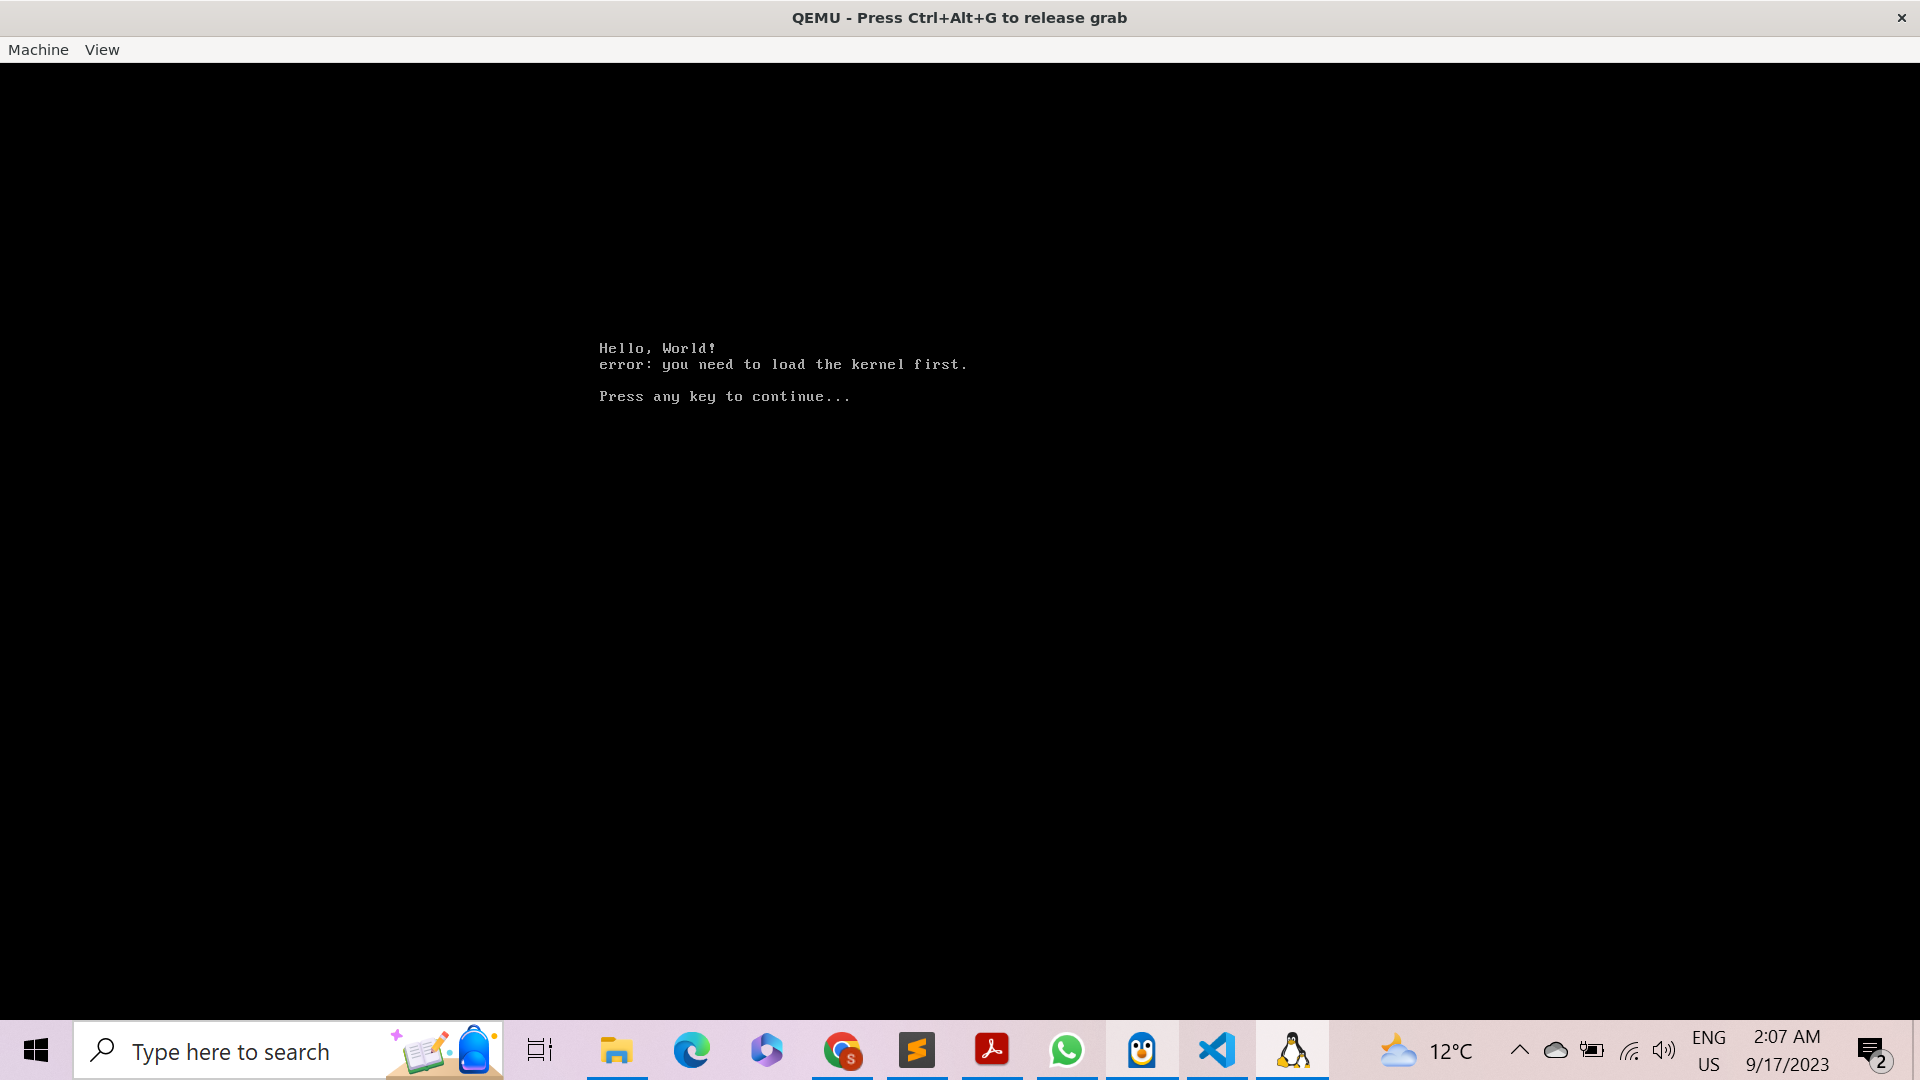 QEMU - Press Ctrl+Alt+G to release grab
Machine View
Hello, World!
error: you need to load the kernel first.
Press any key to continue...
Type here to search
S
12°C
ENG
US
2:07 AM
9/17/2023
2